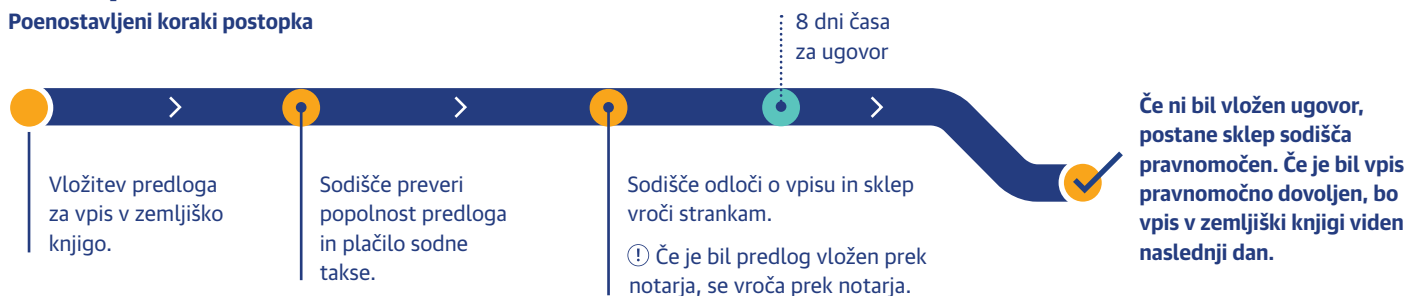 Poenostavljeni koraki postopka
8 dni časa
za ugovor
Vložitev predloga
za vpis v zemljiško
knjigo.
Sodišče preveri
popolnost predloga
in plačilo sodne
takse.
Sodišče odloči o vpisu in sklep
vroči strankam.
! Če je bil predlog vložen prek
notarja, se vroča prek notarja.
Če ni bil vložen ugovor,
postane sklep sodišča
pravnomočen. Če je bil vpis
pravnomočno dovoljen, bo
vpis v zemljiški knjigi viden
naslednji dan.